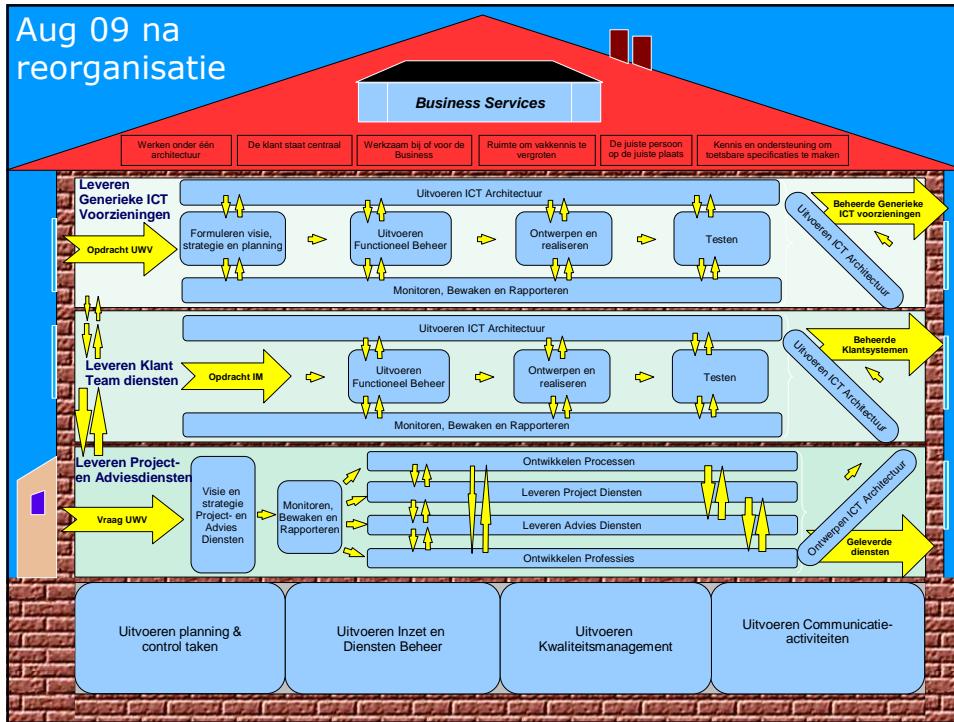 Aug 09 na
reorganisatie
Business Services
Werken onder één
architectuur
De klant staat centraal
Werkzaam bij of voor de
Business
Ruimte om vakkennis te
vergroten
De juiste persoon
op de juiste plaats
Kennis en ondersteuning om
toetsbare specificaties te maken
Leveren
Generieke ICT
Voorzieningen
Uitvoeren ICT Architectuur
Beheerde Generieke
ICT voorzieningen
Opdracht UWV
Formuleren visie,
strategie en planning
Uitvoeren
Functioneel Beheer
Ontwerpen en
realiseren
Testen
Uitvoeren ICT Architectuur
Monitoren, Bewaken en Rapporteren
Uitvoeren ICT Architectuur
Beheerde
Klantsystemen
Leveren Klant
Team diensten
Opdracht IM
Uitvoeren
Functioneel Beheer
Ontwerpen en
realiseren
Testen
Uitvoeren ICT Architectuur
Monitoren, Bewaken en Rapporteren
Leveren Project-
en Adviesdiensten
Vraag UWV
Visie en
strategie
Project- en
Advies
Diensten
Monitoren,
Bewaken en
Rapporteren
Ontwikkelen Processen
Leveren Project Diensten
Leveren Advies Diensten
Ontwikkelen Professies
Ontwerpen ICT Architectuur
Geleverde
diensten
Uitvoeren planning &
control taken
Uitvoeren Inzet en
Diensten Beheer
Uitvoeren
Kwaliteitsmanagement
Uitvoeren Communicatie-
activiteiten